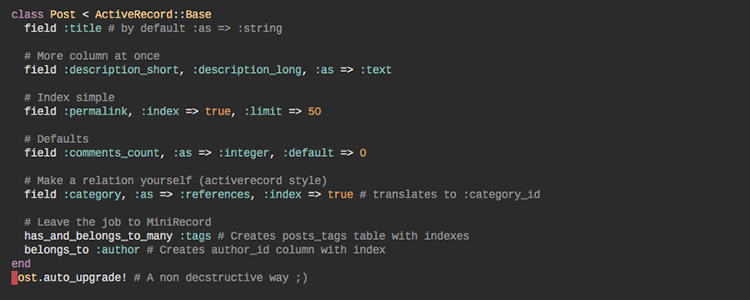 class Post < ActiveRecord::Base
field :title # by default :as => :string
# More column at once
field :description_short, :description_long, :as => :text
# Index simple
field :permalink, :index => true, :limit => 50
# Defaults
field :comments_count, :as => :integer, :default => 0
# Make a relation yourself (activerecord style)
field :category, :as => :references, :index => true # translates to :category_id
# Leave the job to MiniRecord
has_and_belongs_to_many :tags # Creates posts_tags table with indexes
belongs_to :author # Creates author_id column with index
end
Post.auto_upgrade! # A non decstructive way ;)